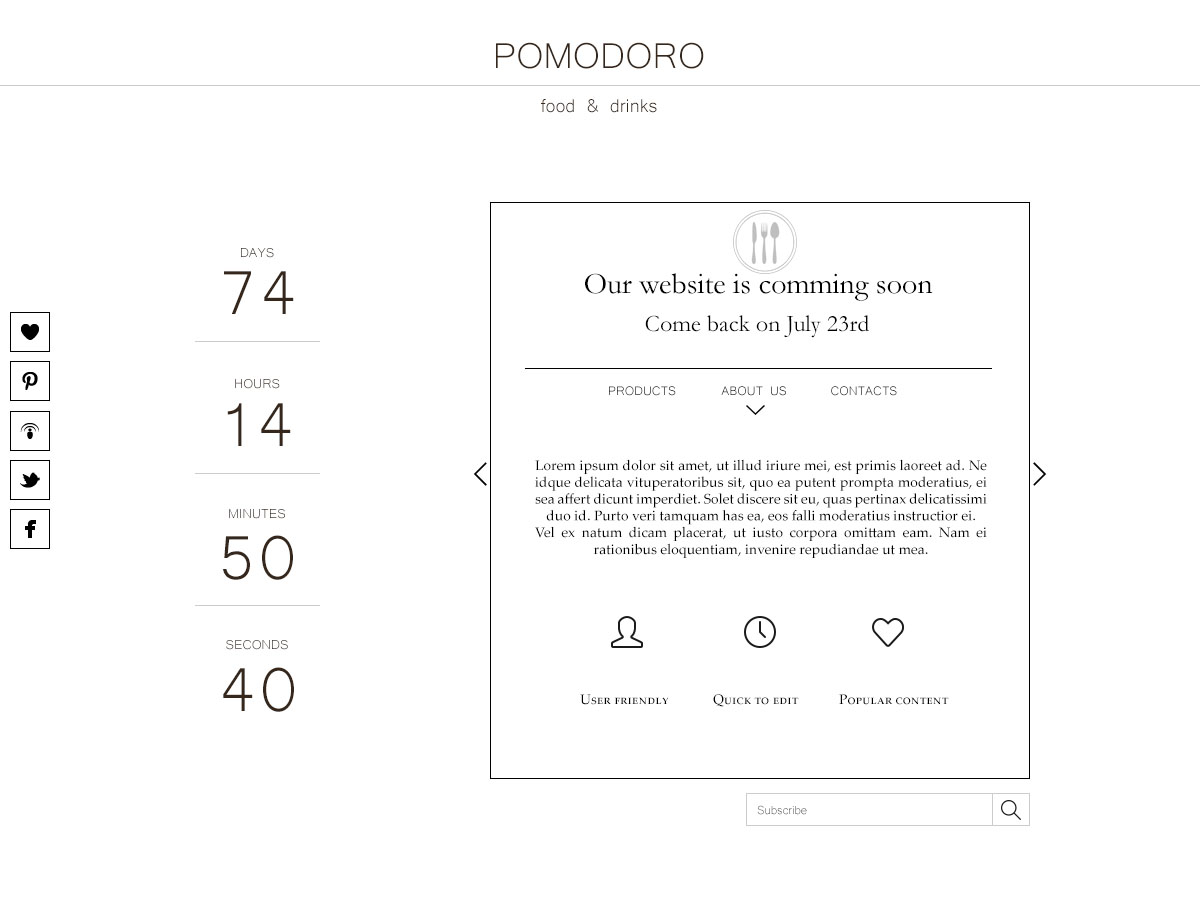 POMODORO
food & drinks
DAYS
74
HOURS
14
MINUTES
50
SECONDS
40
Our website is comming soon
Come back on July 23rd
PRODUCTS ABOUT US CONTACTS
Lorem ipsum dolor sit amet, ut illud iriure mei, est primis laoreet ad. Ne
idque delicata vituperatoribus sit, quo ea putent prompta moderatius, ei
sea affert dicunt imperdiet. Solet discere sit eu, quas pertinax delicatissimi
duo id. Purto veri tamquam has ea, eos falli moderatius instructior ei.
Vel ex natum dicam placerat, ut iusto corpora omittam eam. Nam ei
rationibus eloquentiam, invenire repudiandae ut mea.
User friendly Quick to edit Popular content
Subscribe